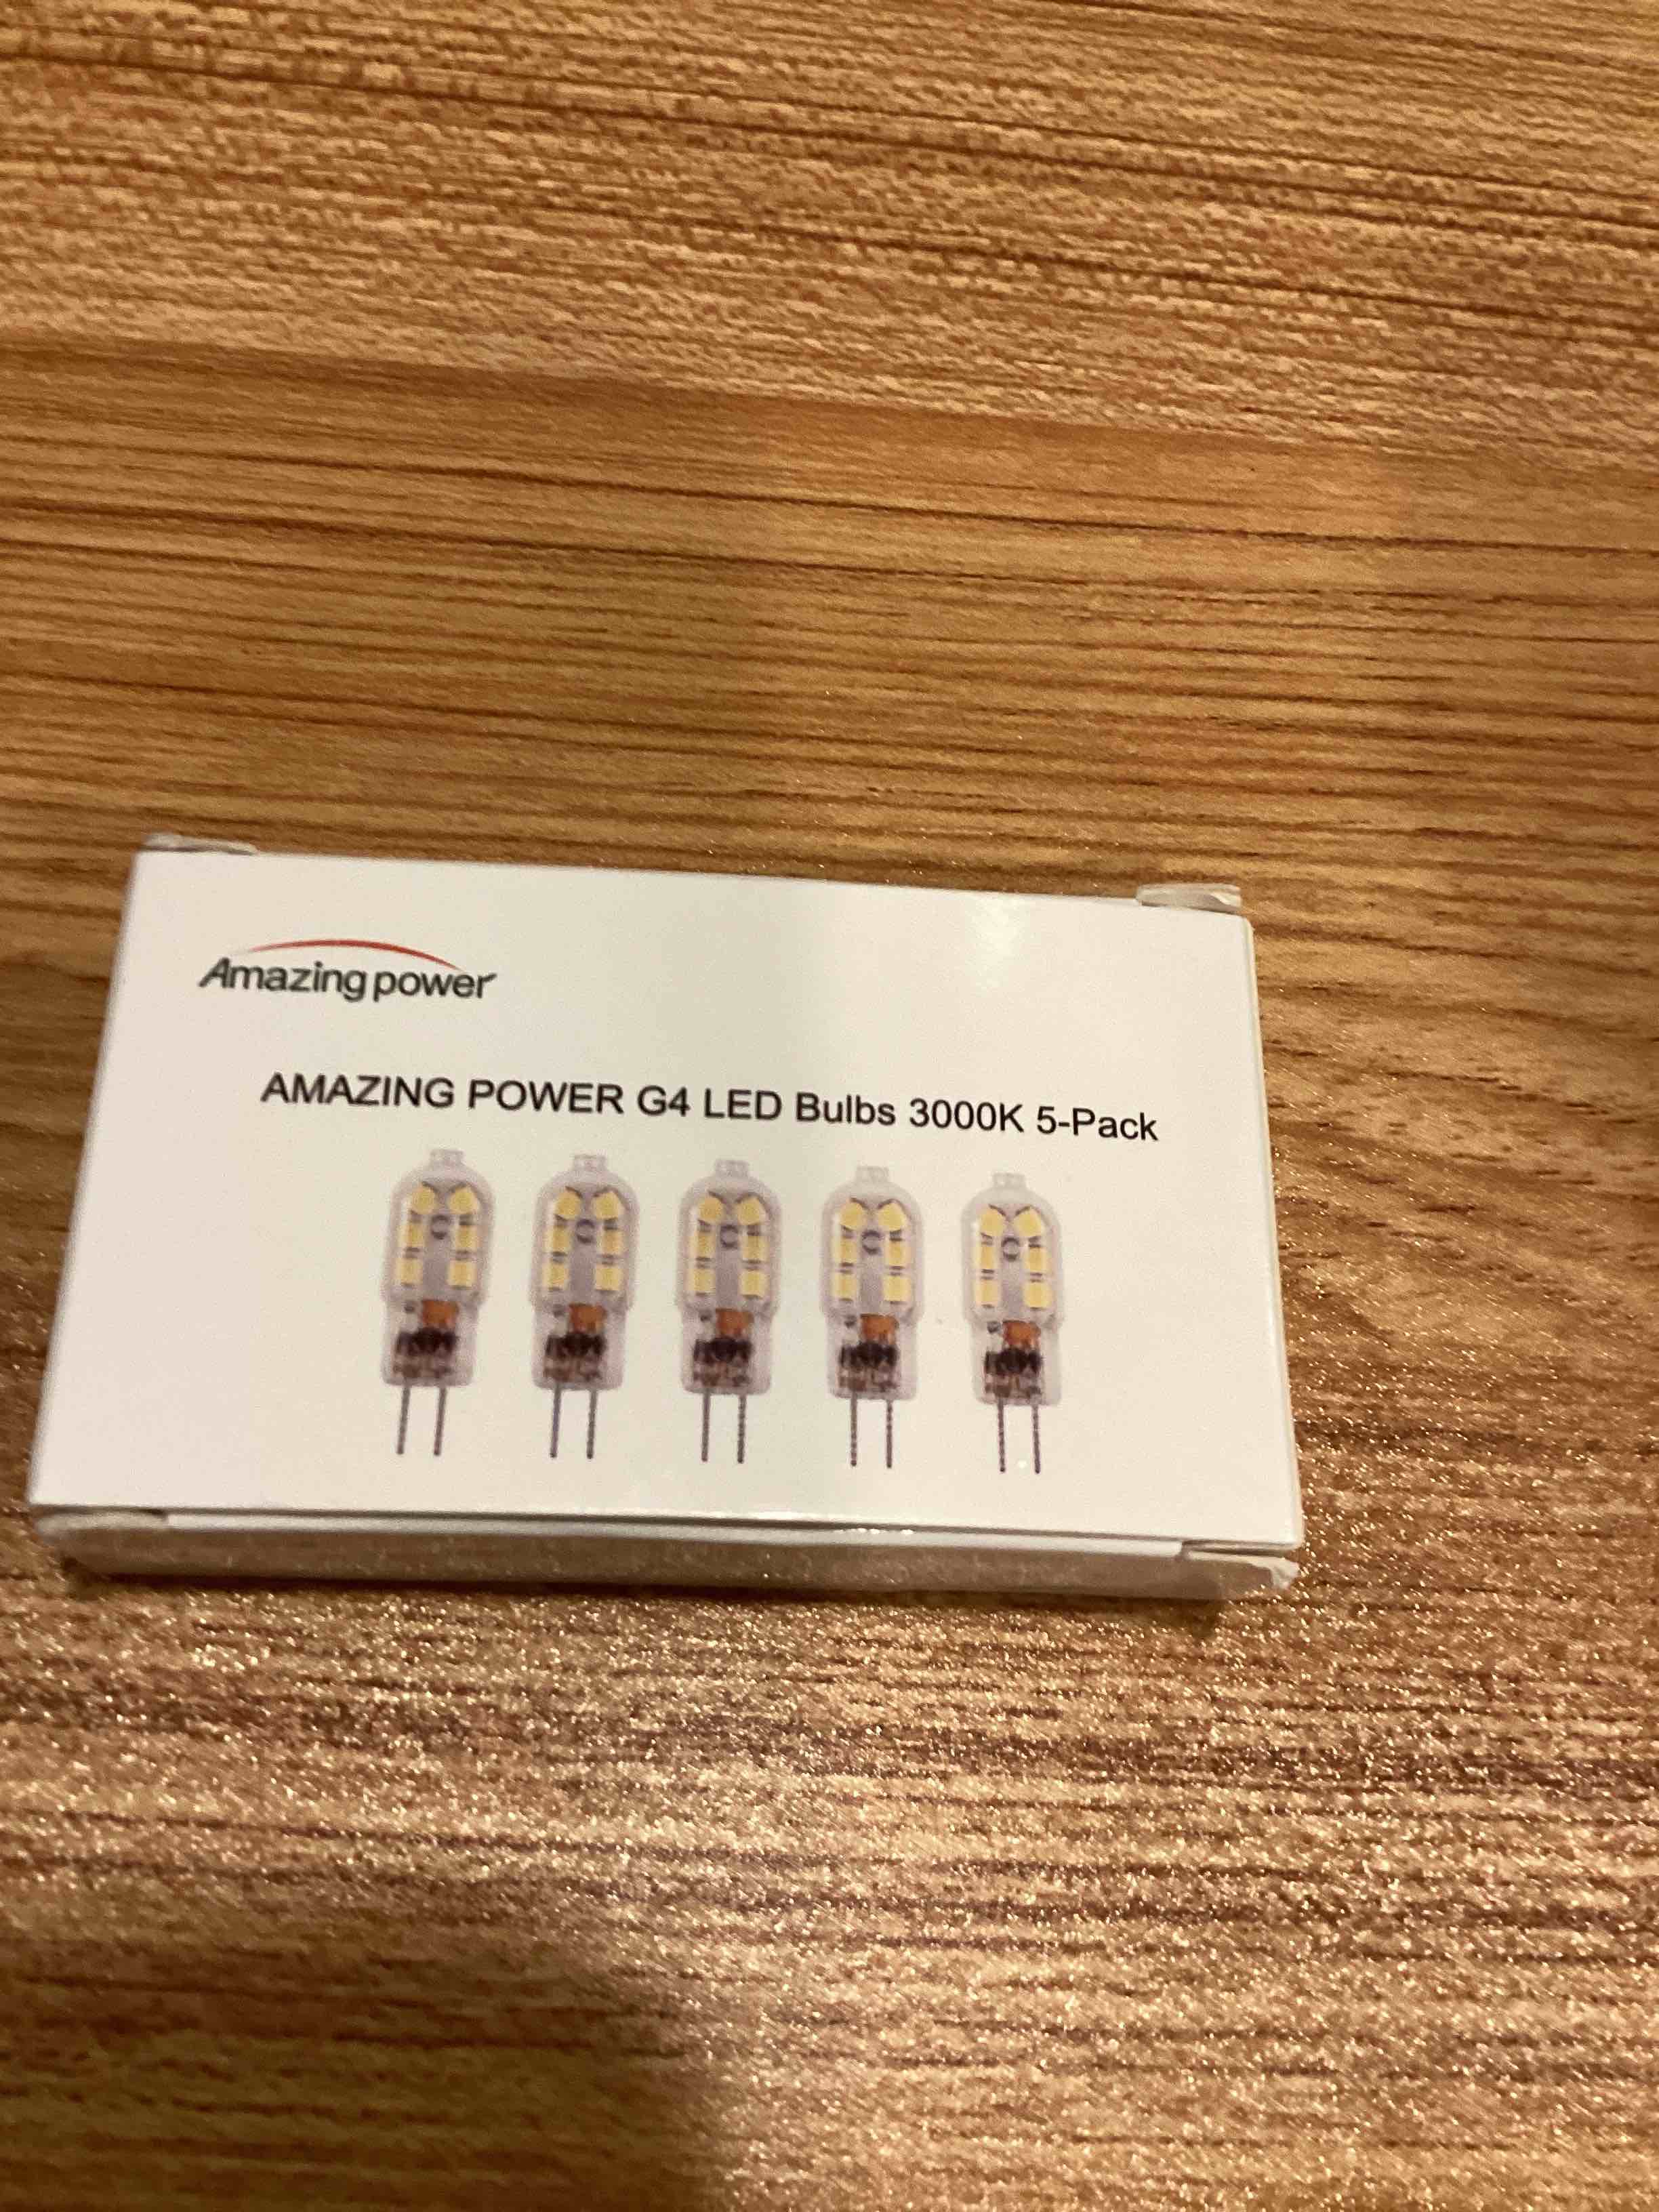 Amazing power
AMAZING POWER G4 LED Bulbs 3000K 5-Pack